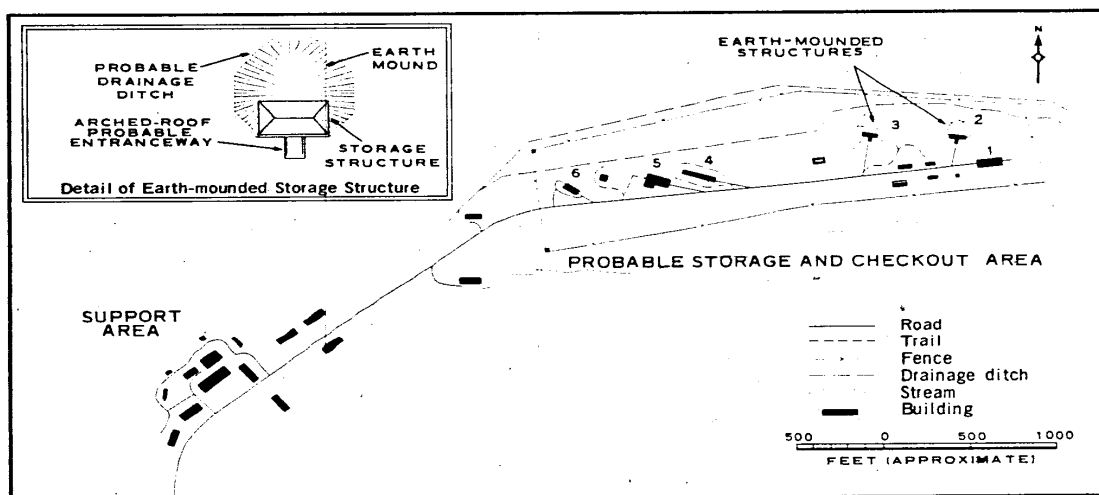 PROBABLE
DRAINAGE
DITCH
EARTH
MOUND
ARCHED-ROOF
PROBABLE
ENTRANCEWAY
STORAGE
STRUCTURE
Detail of Earth-mounded Storage Structure
EARTH-MOUNDED
STRUCTURES
N
1
2
3
4
5
6
PROBABLE STORAGE AND CHECKOUT AREA
SUPPORT
AREA
Road
Trail
Fence
Drainage ditch
Stream
Building
500 0 500 1000
FEET (APPROXIMATE)